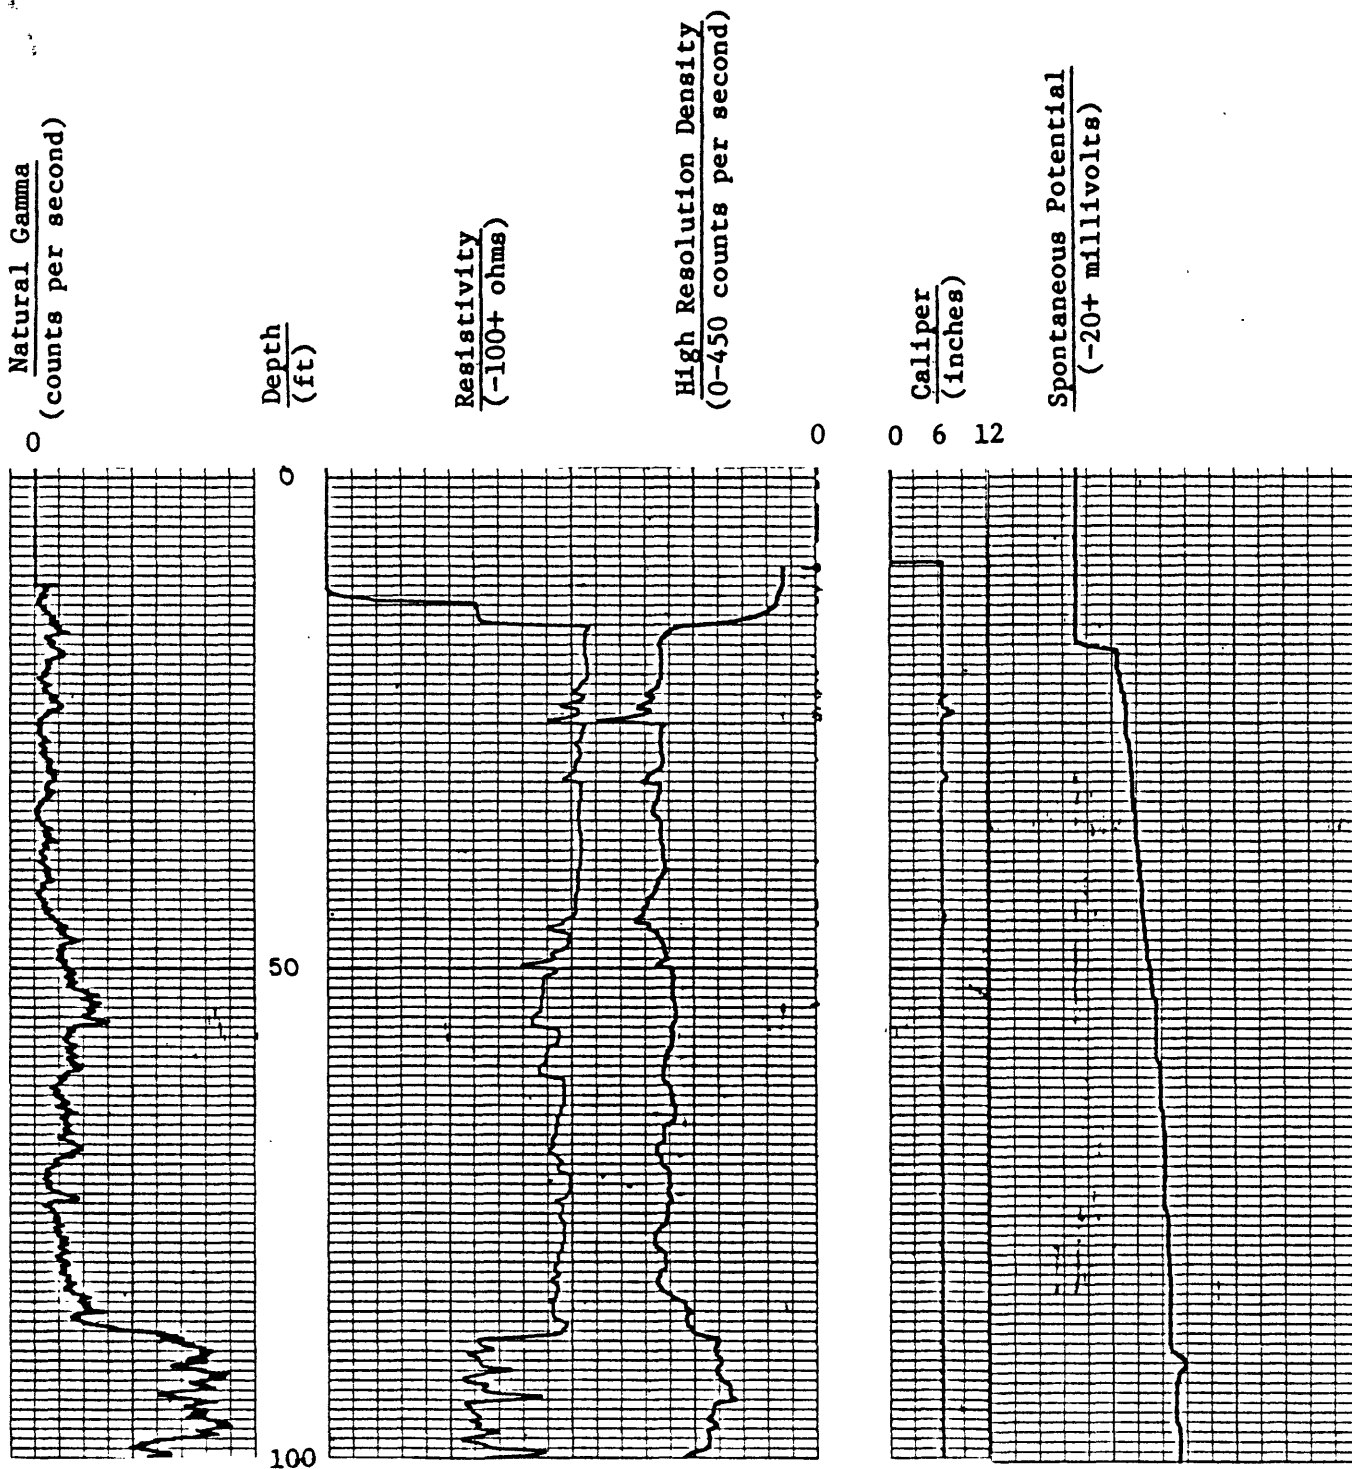 Natural Gamma
(counts per second)
0
Depth
(ft)
Resistivity
(-100+ ohms)
High Resolution Density
(0-450 counts per second)
0
Caliper
(inches)
0 6 12
Spontaneous Potential
(-20+ millivolts)
0
50
100